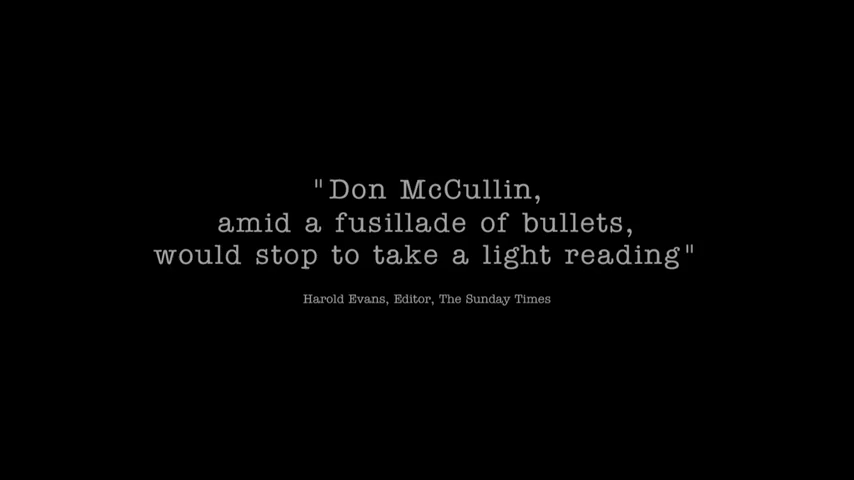 "Don McCullin,
amid a fusillade of bullets,
would stop to take a light reading"
Harold Evans, Editor, The Sunday Times